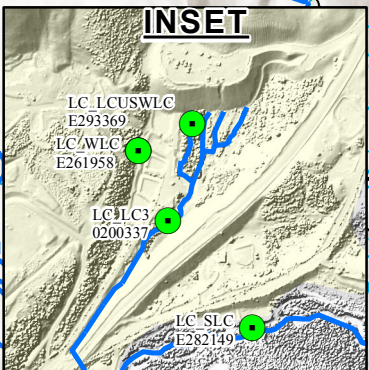 INSET
LC_LCUSWLC
E293369
LC_WLC
E261958
LC_LC3
0200337
LC_SLC
E282149